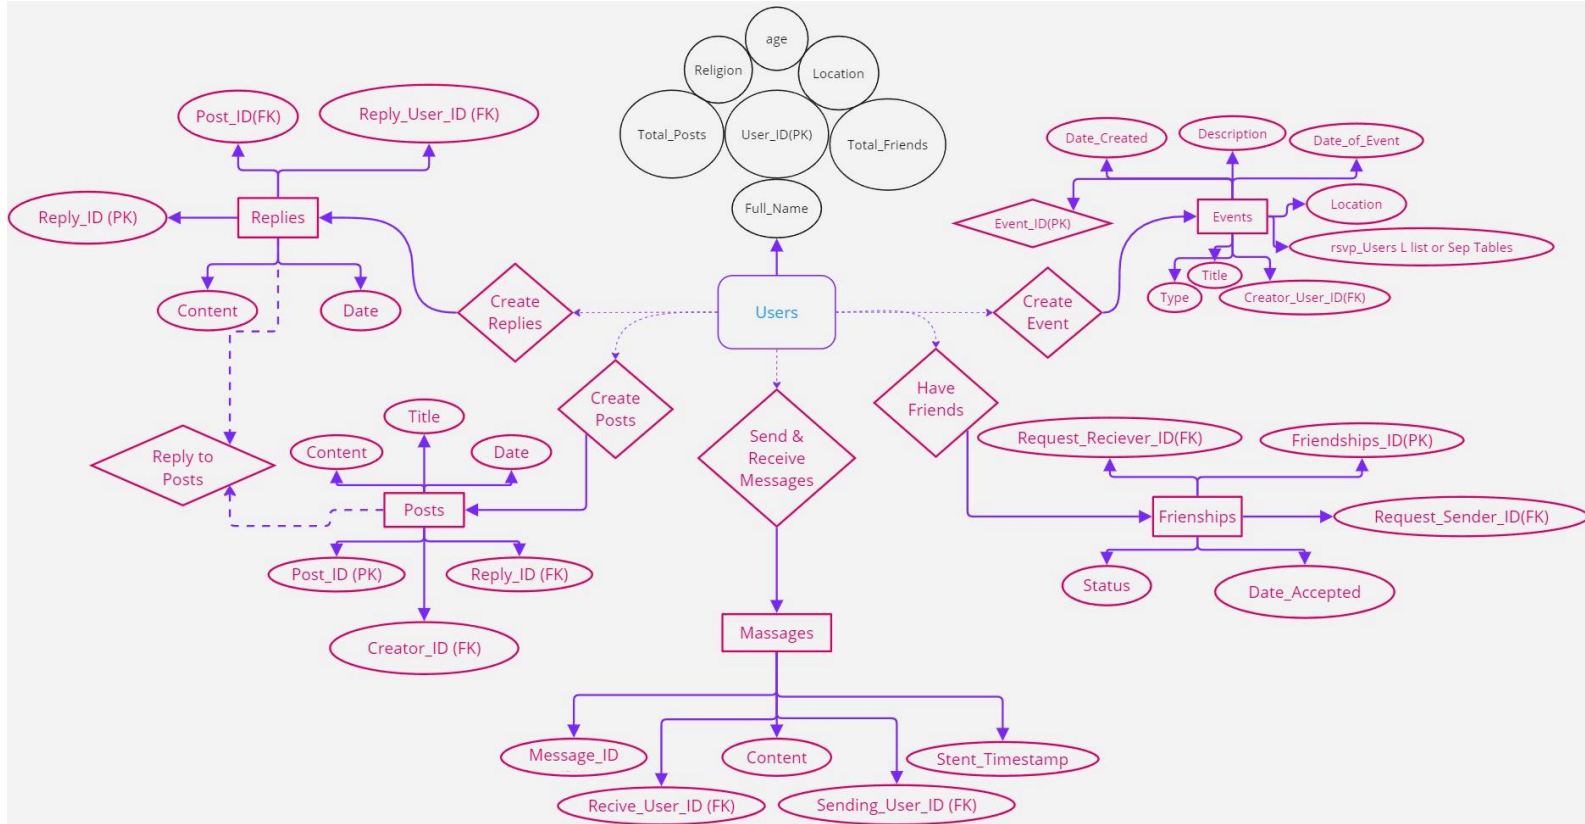 age
Religion
Location
Total_Posts
User_ID(PK)
Total_Friends
Full_Name
Users
Post_ID(FK)
Reply_User_ID (FK)
Reply_ID (PK)
Replies
Content
Date
Create
Replies
Date_Created
Description
Date_of_Event
Event_ID(PK)
Events
Location
rsvp_Users L list or Sep Tables
Title
Type
Creator_User_ID(FK)
Create
Event
Create
Posts
Reply to
Posts
Title
Content
Date
Posts
Post_ID (PK)
Reply_ID (FK)
Creator_ID (FK)
Send &
Receive
Messages
Have
Friends
Request_Reciever_ID(FK)
Friendships_ID(PK)
Frienships
Request_Sender_ID(FK)
Status
Date_Accepted
Massages
Message_ID
Content
Stent_Timestamp
Recive_User_ID (FK)
Sending_User_ID (FK)